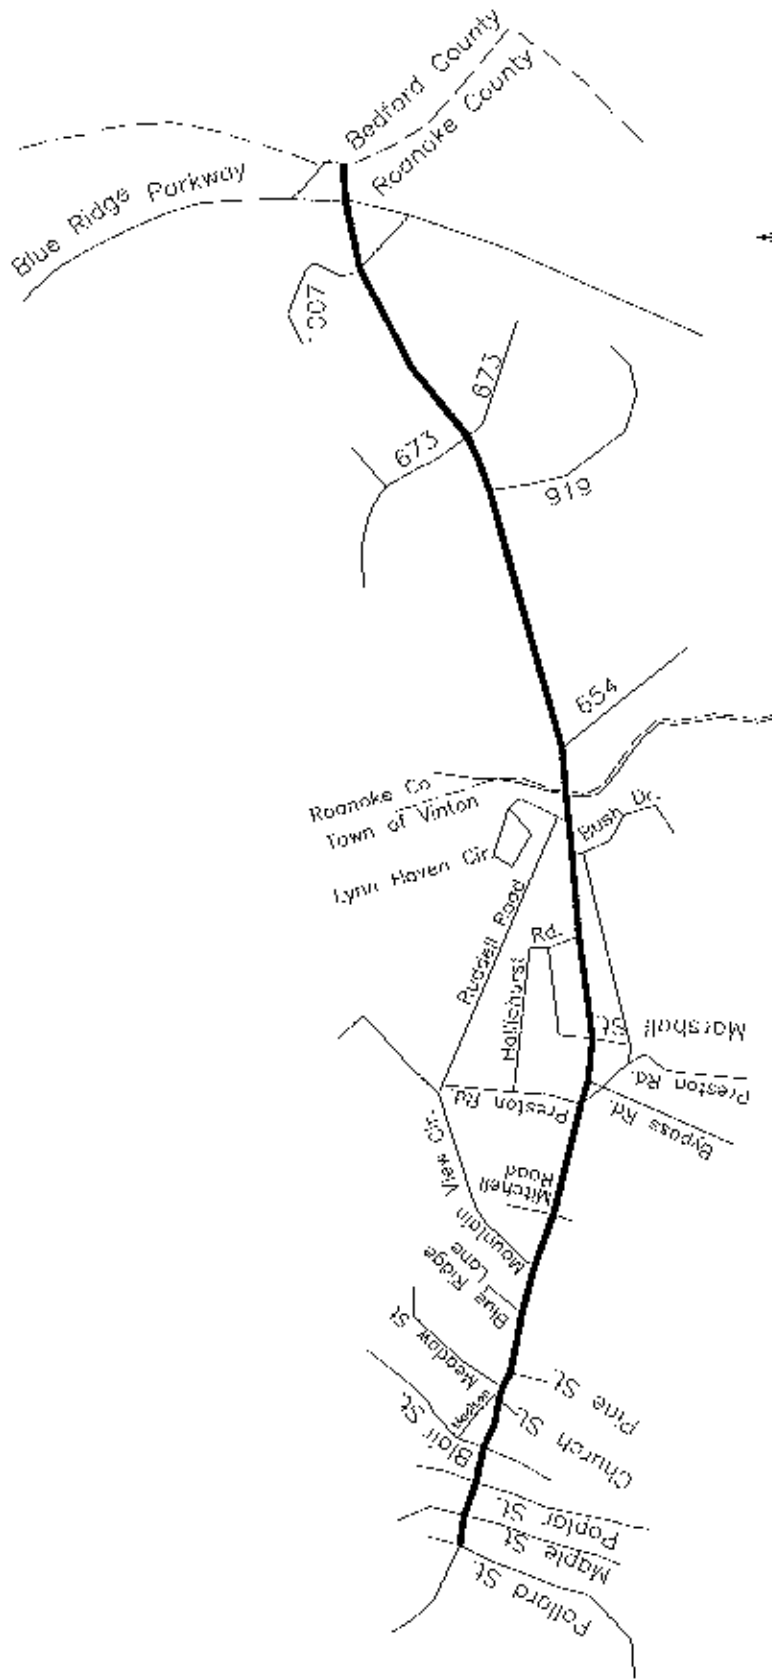 Bedford County
Roanoke County
Blue Ridge Parkway
673
673
919
654
Roanoke Co
Town of Vinton
Bush Dr.
Lynn Haven Cir
Ruddell Road
Rd.
Halliehurst
Marshall St.
Preston Rd.
Preston Rd.
Bypass Rd.
Mountain View Cir.
Mitchell
Road
Blue Ridge
Lane
Meadow St
Pine St.
Church St.
Blair St.
Poplar St.
Maple St
Pollard St.